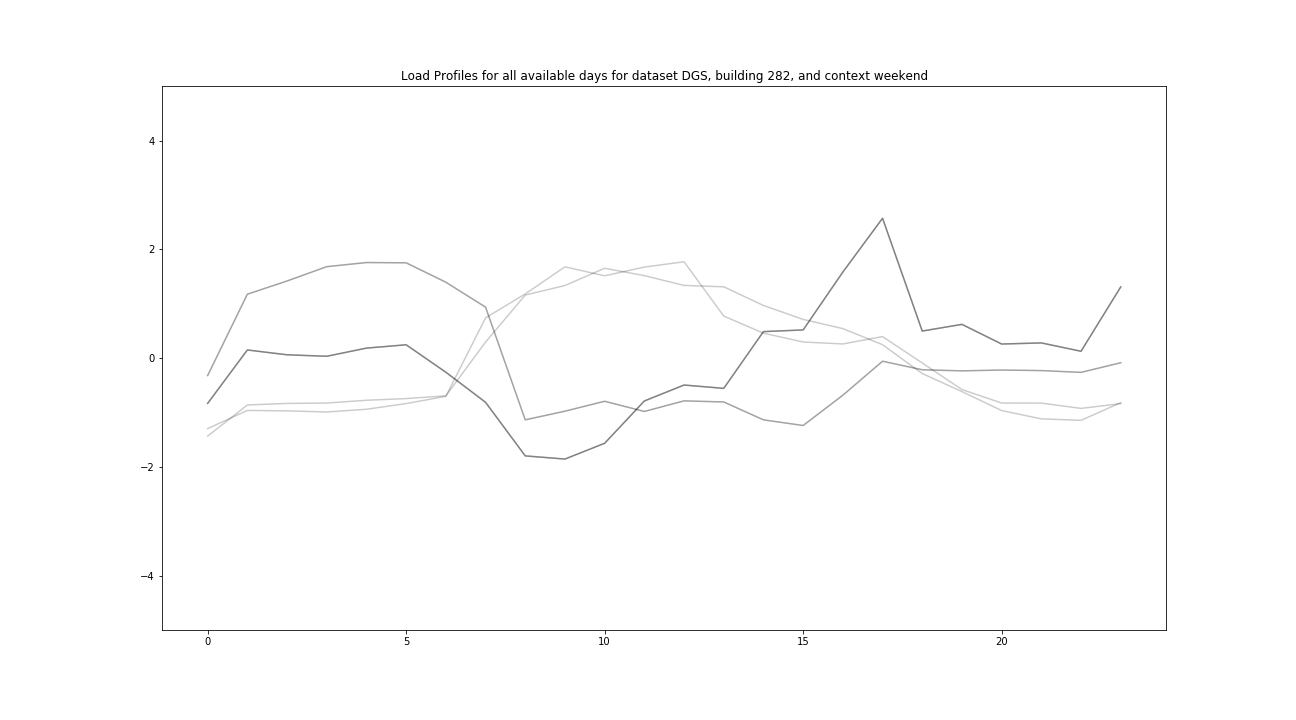 Load Profiles for all available days for dataset DGS, building 282, and context weekend
4
2
0
−2
−4
0 5 10 15 20